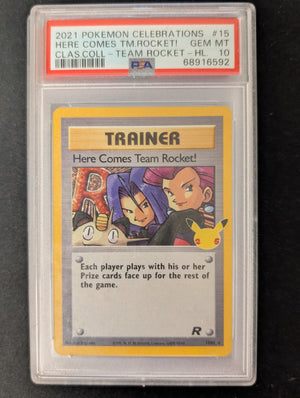 2021 POKEMON CELEBRATIONS #15
HERE COMES TM.ROCKET! GEM MT
CLAS.COLL - TEAM ROCKET - HL 10
PSA 68916592
TRAINER
Here Comes Team Rocket!
R
25
Each player plays with his or her
Prize cards face up for the rest of
the game.
R